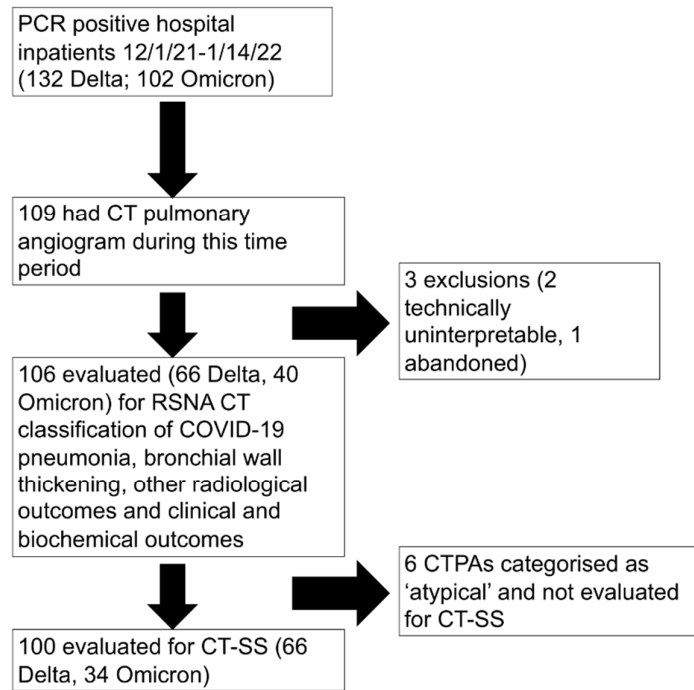 PCR positive hospital
inpatients 12/1/21-1/14/22
(132 Delta; 102 Omicron)
109 had CT pulmonary
angiogram during this time
period
3 exclusions (2
technically
uninterpretable, 1
abandoned)
106 evaluated (66 Delta, 40
Omicron) for RSNA CT
classification of COVID-19
pneumonia, bronchial wall
thickening, other radiological
outcomes and clinical and
biochemical outcomes
6 CTPAs categorised as
‘atypical’ and not evaluated
for CT-SS
100 evaluated for CT-SS (66
Delta, 34 Omicron)